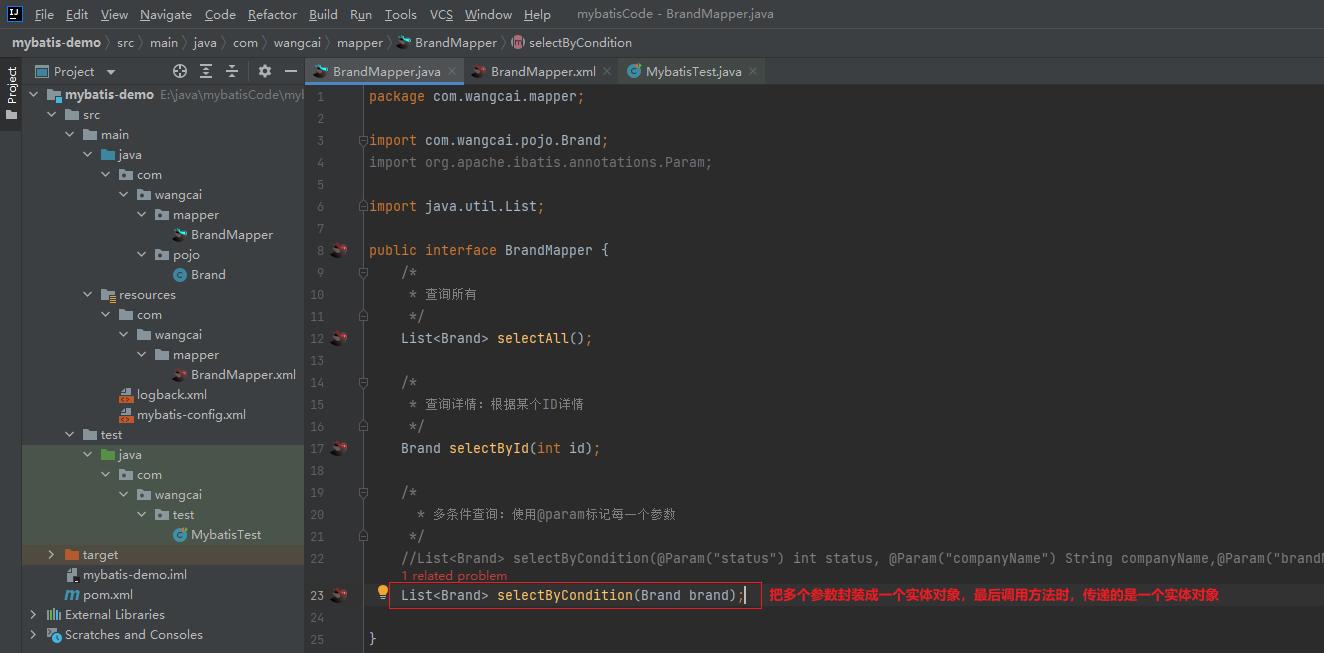 File Edit View Navigate Code Refactor Build Run Tools VCS Window Help mybatisCode - BrandMapper.java
mybatis-demo src main java com wangcai mapper BrandMapper selectByCondition
Project
Project
BrandMapper.java BrandMapper.xml MybatisTest.java
mybatis-demo E:\java\mybatisCode\myb
src
main
java
com
wangcai
mapper
BrandMapper
pojo
Brand
resources
com
wangcai
mapper
BrandMapper.xml
logback.xml
mybatis-config.xml
test
java
com
wangcai
test
MybatisTest
target
mybatis-demo.iml
pom.xml
External Libraries
Scratches and Consoles
1 package com.wangcai.mapper;
2
3 import com.wangcai.pojo.Brand;
4 import org.apache.ibatis.annotations.Param;
5
6 import java.util.List;
7
8 public interface BrandMapper {
9 /*
10 * 查询所有
11 */
12 List<Brand> selectAll();
13
14 /*
15 * 查询详情：根据某个ID详情
16 */
17 Brand selectById(int id);
18
19 /*
20 * 多条件查询：使用@param标记每一个参数
21 */
22 //List<Brand> selectByCondition(@Param("status") int status, @Param("companyName") String companyName,@Param("brandN
1 related problem
23 List<Brand> selectByCondition(Brand brand); 把多个参数封装成一个实体对象，最后调用方法时，传递的是一个实体对象
24
25 }